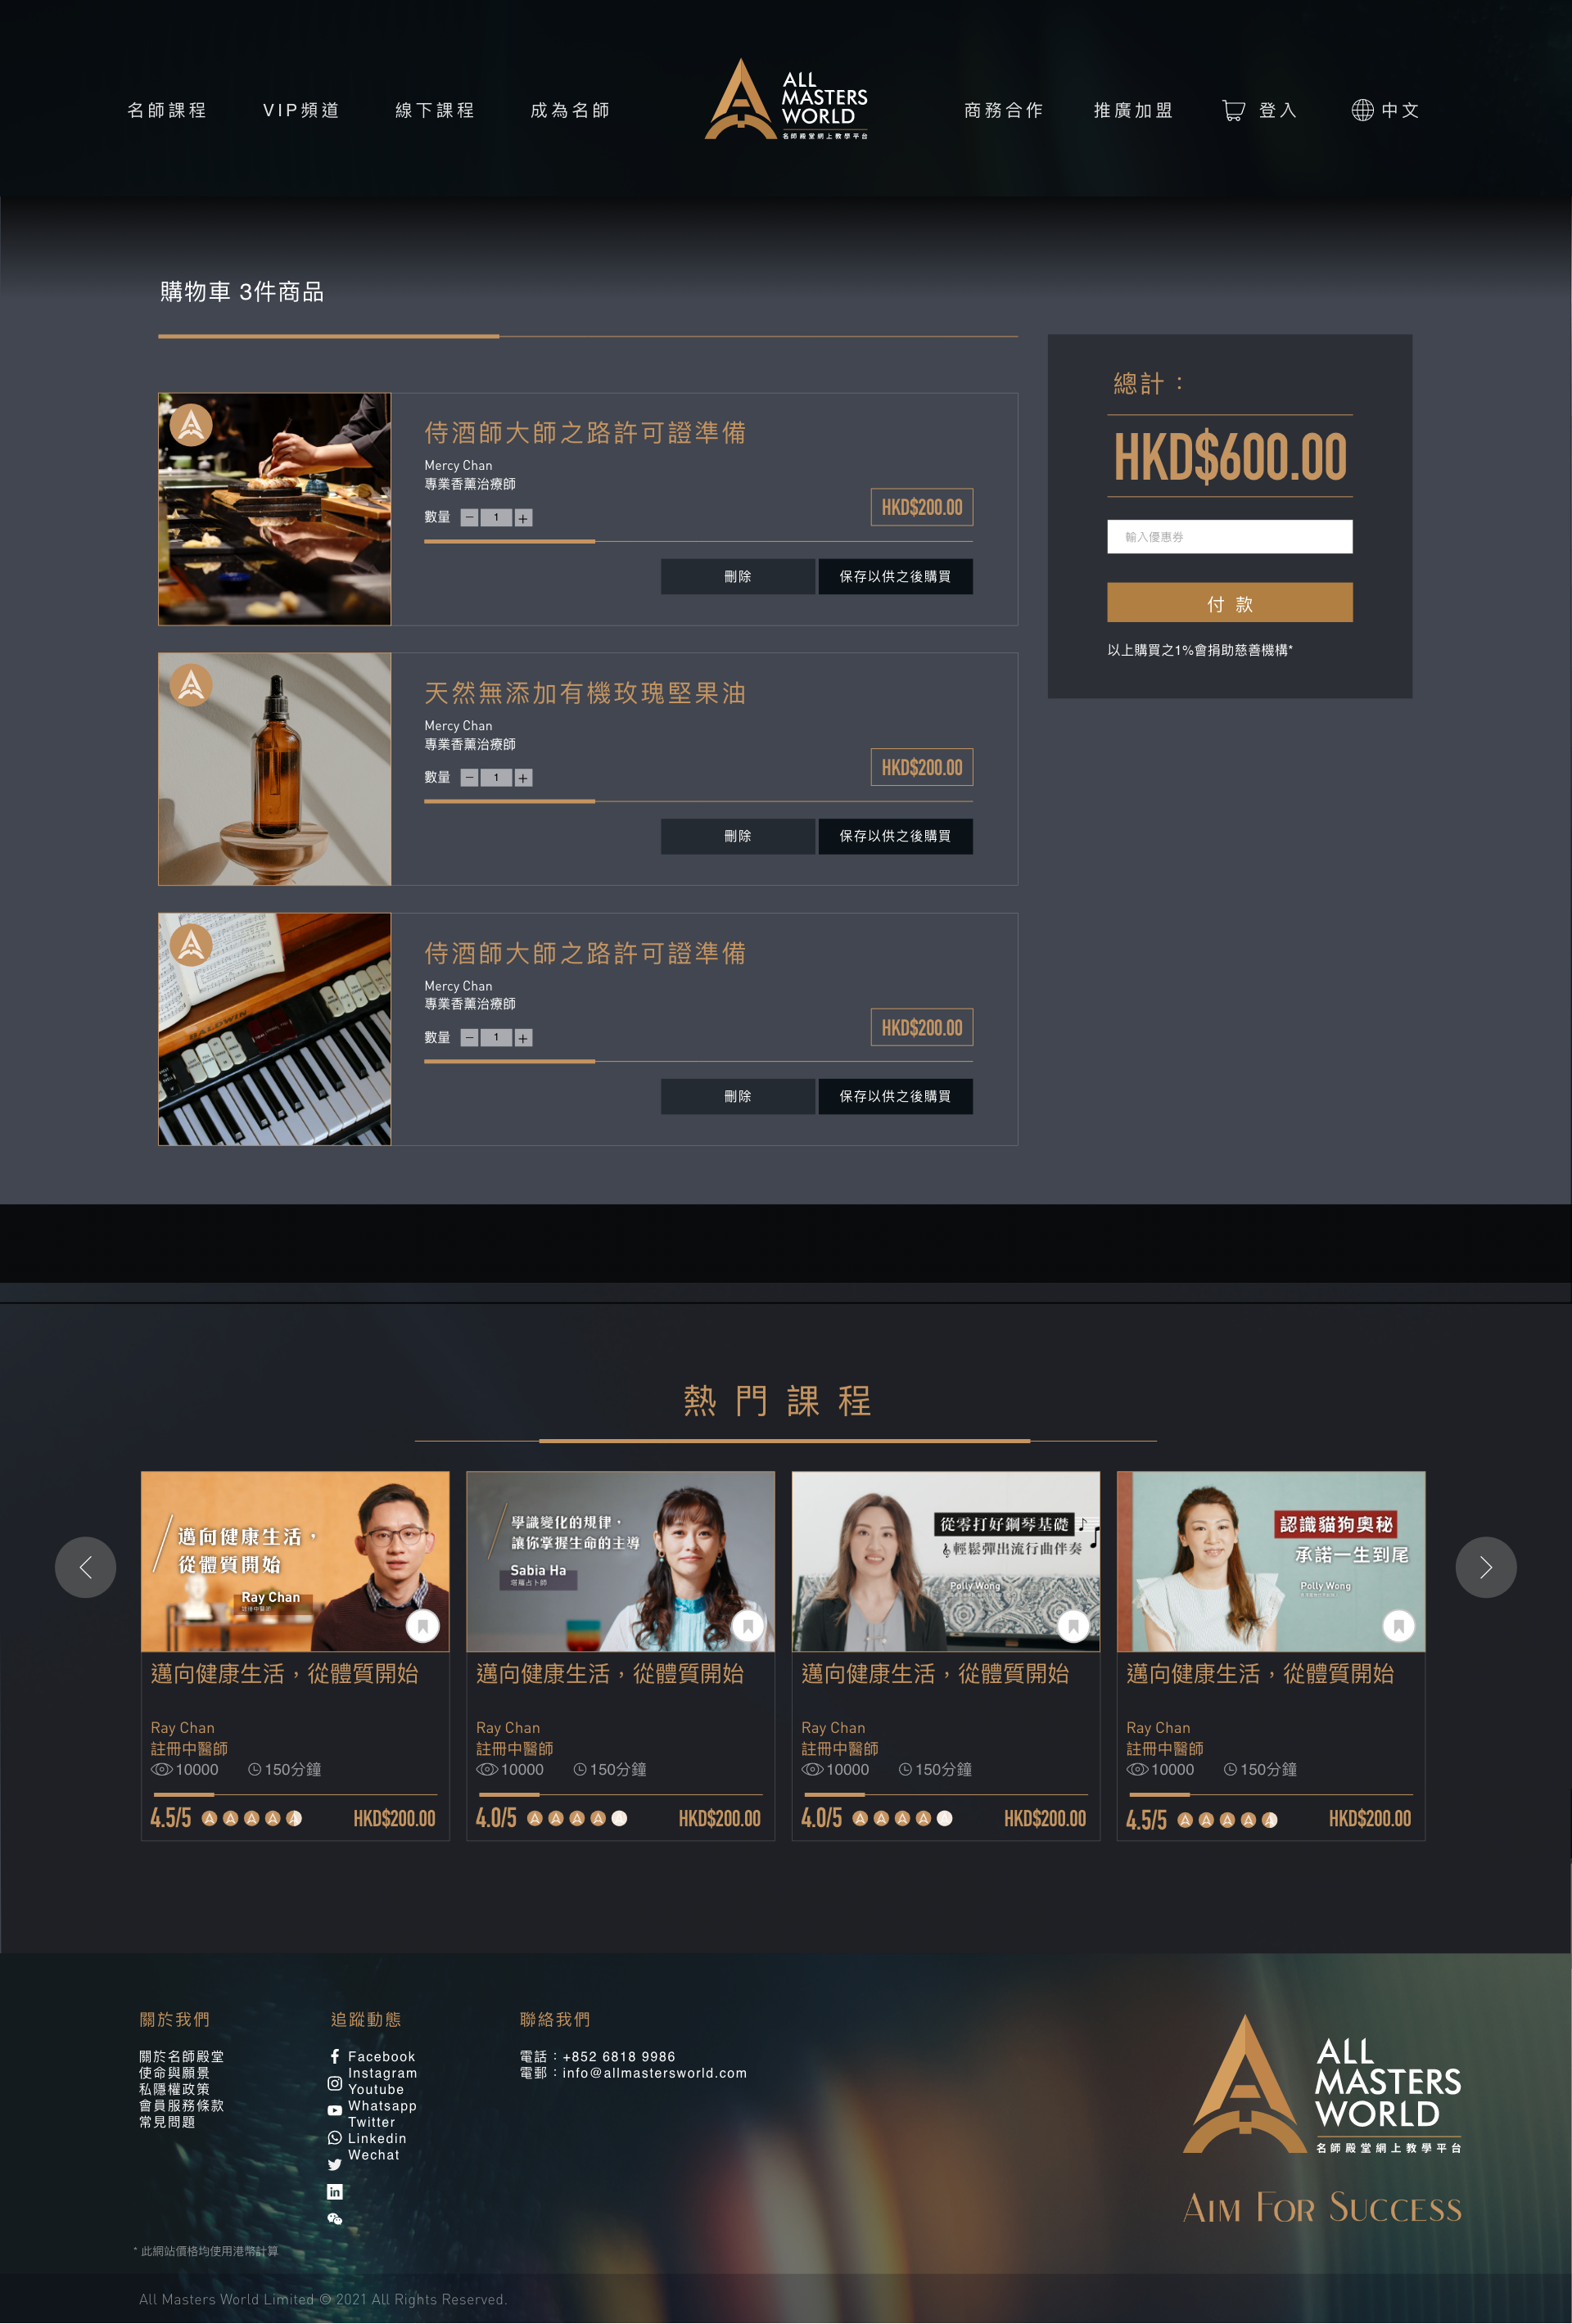 名師課程
VIP頻道
線下課程
成為名師
ALL
MASTERS
WORLD
名師殿堂網上教學平台
商務合作
推廣加盟
登入
中文
購物車 3件商品
侍酒師大師之路許可證準備
Mercy Chan
專業香薰治療師
數量 － 1 ＋
HKD$200.00
刪除
保存以供之後購買
天然無添加有機玫瑰堅果油
Mercy Chan
專業香薰治療師
數量 － 1 ＋
HKD$200.00
刪除
保存以供之後購買
BALDWIN
侍酒師大師之路許可證準備
Mercy Chan
專業香薰治療師
數量 － 1 ＋
HKD$200.00
刪除
保存以供之後購買
總計：
HKD$600.00
輸入優惠券
付 款
以上購買之1%會捐助慈善機構*
熱門課程
邁向健康生活，
從體質開始
Ray Chan
註冊中醫師
邁向健康生活，從體質開始
Ray Chan
註冊中醫師
10000 150分鐘
4.5/5 HKD$200.00
學識變化的規律，
讓你掌握生命的主導
Sabia Ha
塔羅占卜師
邁向健康生活，從體質開始
Ray Chan
註冊中醫師
10000 150分鐘
4.0/5 HKD$200.00
從零打好鋼琴基礎
輕鬆彈出流行曲伴奏
Polly Wong
邁向健康生活，從體質開始
Ray Chan
註冊中醫師
10000 150分鐘
4.0/5 HKD$200.00
認識貓狗奧秘
承諾一生到尾
Polly Wong
邁向健康生活，從體質開始
Ray Chan
註冊中醫師
10000 150分鐘
4.5/5 HKD$200.00
關於我們
關於名師殿堂
使命與願景
私隱權政策
會員服務條款
常見問題
追蹤動態
Facebook
Instagram
Youtube
Whatsapp
Twitter
Linkedin
Wechat
聯絡我們
電話：+852 6818 9986
電郵：info@allmastersworld.com
ALL
MASTERS
WORLD
名師殿堂網上教學平台
AIM FOR SUCCESS
* 此網站價格均使用港幣計算
All Masters World Limited © 2021 All Rights Reserved.